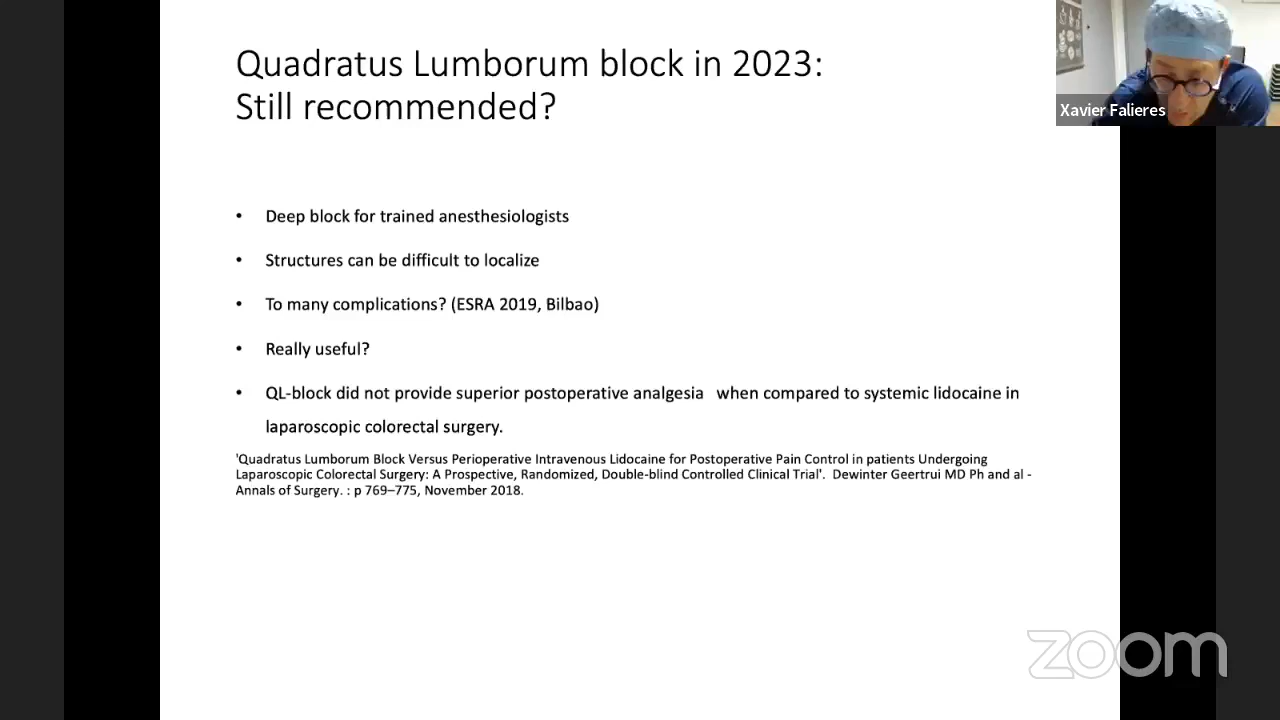 Quadratus Lumborum block in 2023:
Still recommended?
Xavier Falieres
• Deep block for trained anesthesiologists
• Structures can be difficult to localize
• To many complications? (ESRA 2019, Bilbao)
• Really useful?
• QL-block did not provide superior postoperative analgesia when compared to systemic lidocaine in
laparoscopic colorectal surgery.
'Quadratus Lumborum Block Versus Perioperative Intravenous Lidocaine for Postoperative Pain Control in patients Undergoing
Laparoscopic Colorectal Surgery: A Prospective, Randomized, Double-blind Controlled Clinical Trial'. Dewinter Geertrui MD Ph and al -
Annals of Surgery. : p 769–775, November 2018.
zoom